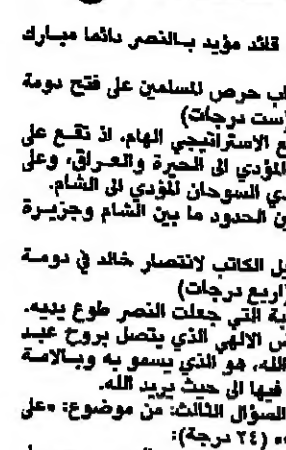 قائد مؤيد بالنصر دائما مبارك
اب حرص المسلمين على فتح دومة
(ست درجات)
ع الاستراتيجي الهام، اذ تقع على
المؤدي الى الحيرة والعراق، وعلى
دي السوحان المؤدي الى الشام.
ن الحدود ما بين الشام وجزيرة
يل الكاتب لانتصار خالد في دومة
(اربع درجات)
ية التي جعلت النصر طوع يديه.
ض الالهي الذي يتصل بروح عبد
الله، هو الذي يسمو به وبالامة
فيها الى حيث يريد الله.
السؤال الثالث: من موضوع: «على
» (٢٤ درجة):